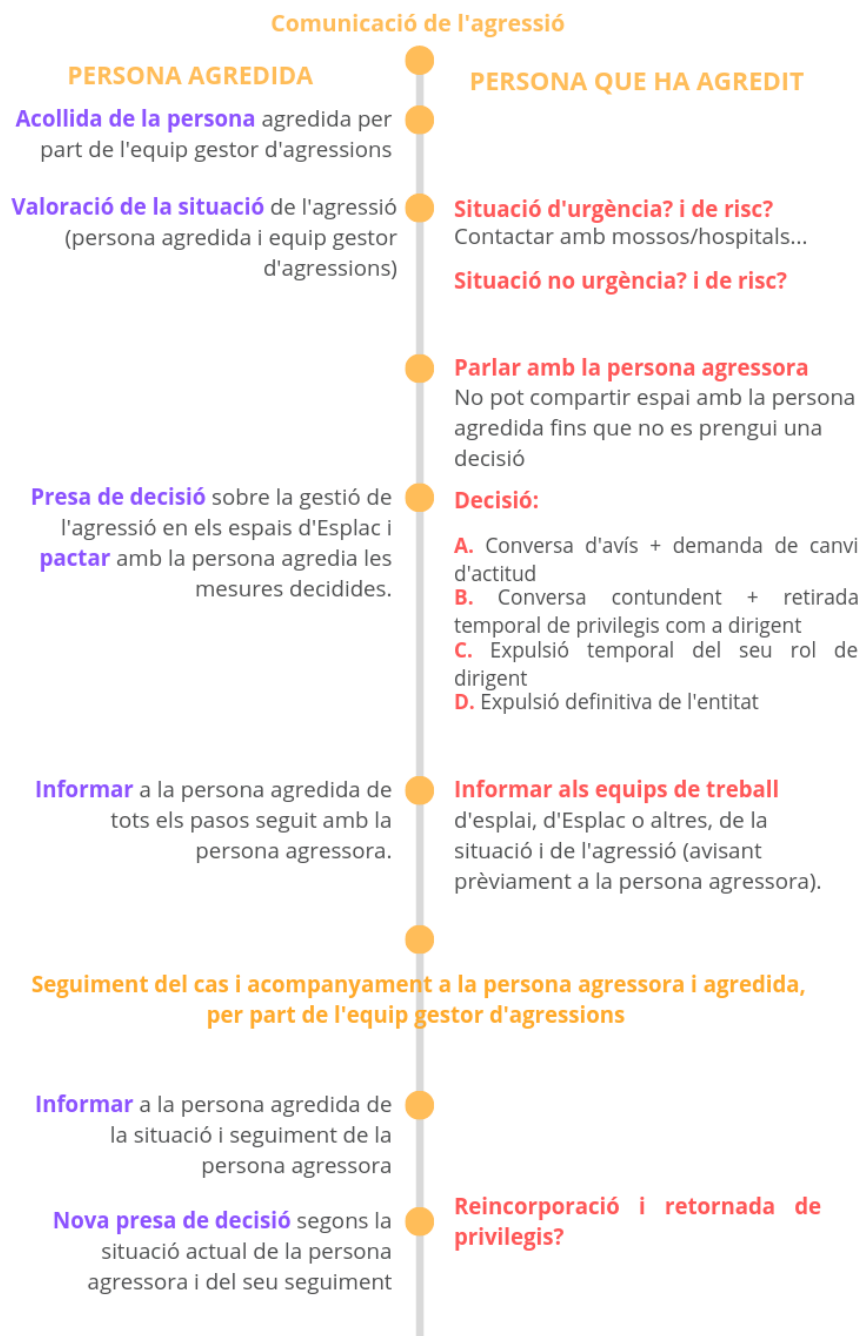 Comunicació de l'agressió
PERSONA AGREDIDA
PERSONA QUE HA AGREDIT
Acollida de la persona agredida per
part de l'equip gestor d'agressions
Valoració de la situació de l'agressió
(persona agredida i equip gestor
d'agressions)
Situació d'urgència? i de risc?
Contactar amb mossos/hospitals...
Situació no urgència? i de risc?
Parlar amb la persona agressora
No pot compartir espai amb la persona
agredida fins que no es prengui una
decisió
Presa de decisió sobre la gestió de
l'agressió en els espais d'Esplac i
pactar amb la persona agredia les
mesures decidides.
Decisió:
A. Conversa d'avís + demanda de canvi
d'actitud
B. Conversa contundent + retirada
temporal de privilegis com a dirigent
C. Expulsió temporal del seu rol de
dirigent
D. Expulsió definitiva de l'entitat
Informar a la persona agredida de
tots els pasos seguit amb la
persona agressora.
Informar als equips de treball
d'esplai, d'Esplac o altres, de la
situació i de l'agressió (avisant
prèviament a la persona agressora).
Seguiment del cas i acompanyament a la persona agressora i agredida,
per part de l'equip gestor d'agressions
Informar a la persona agredida de
la situació i seguiment de la
persona agressora
Nova presa de decisió segons la
situació actual de la persona
agressora i del seu seguiment
Reincorporació i retornada de
privilegis?